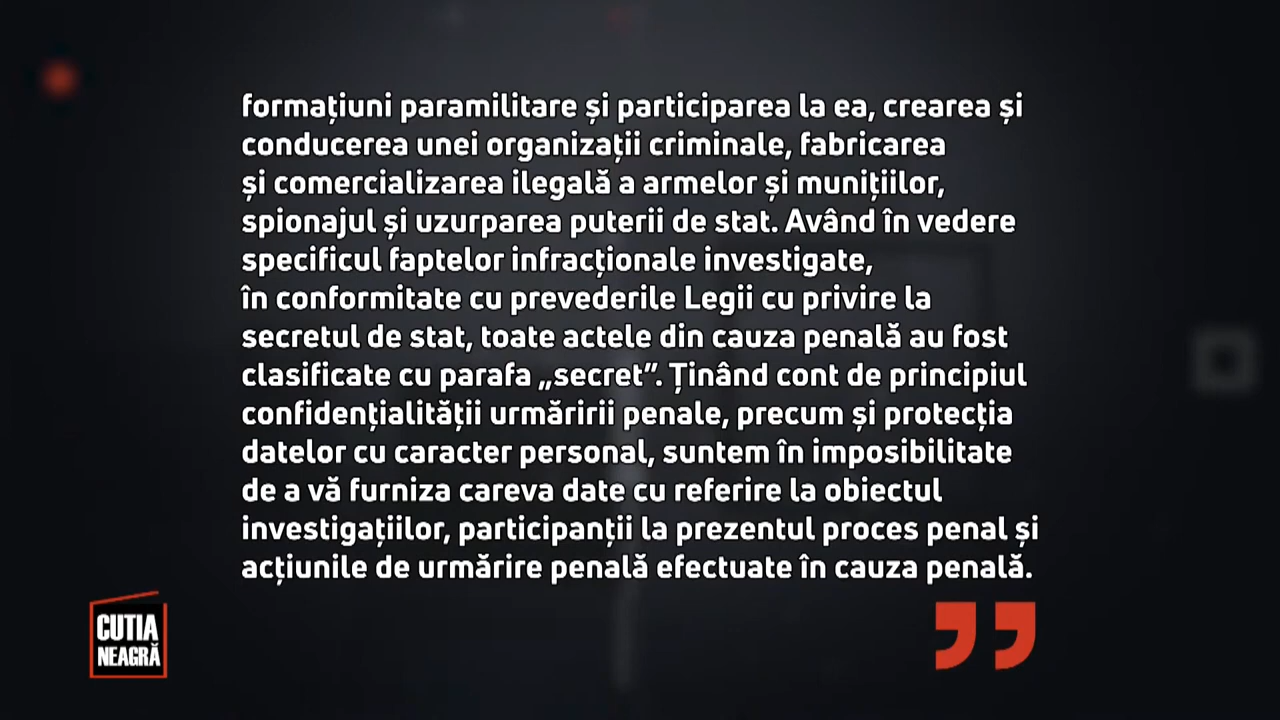 formațiuni paramilitare și participarea la ea, crearea și
conducerea unei organizații criminale, fabricarea
și comercializarea ilegală a armelor și munițiilor,
spionajul și uzurparea puterii de stat. Având în vedere
specificul faptelor infracționale investigate,
în conformitate cu prevederile Legii cu privire la
secretul de stat, toate actele din cauza penală au fost
clasificate cu parafa „secret”. Ținând cont de principiul
confidențialității urmăririi penale, precum și protecția
datelor cu caracter personal, suntem în imposibilitate
de a vă furniza careva date cu referire la obiectul
investigațiilor, participanții la prezentul proces penal și
acțiunile de urmărire penală efectuate în cauza penală.
”
CUTIA
NEAGRĂ